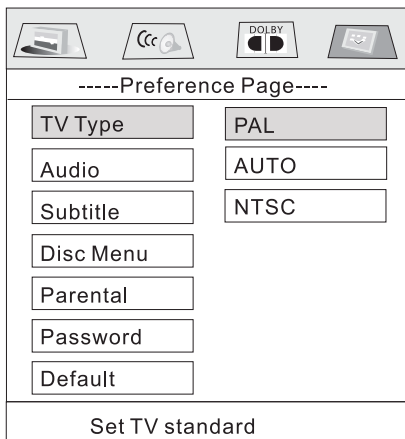 DOLBY
-----Preference Page----
TV Type
PAL
Audio
AUTO
Subtitle
NTSC
Disc Menu
Parental
Password
Default
Set TV standard